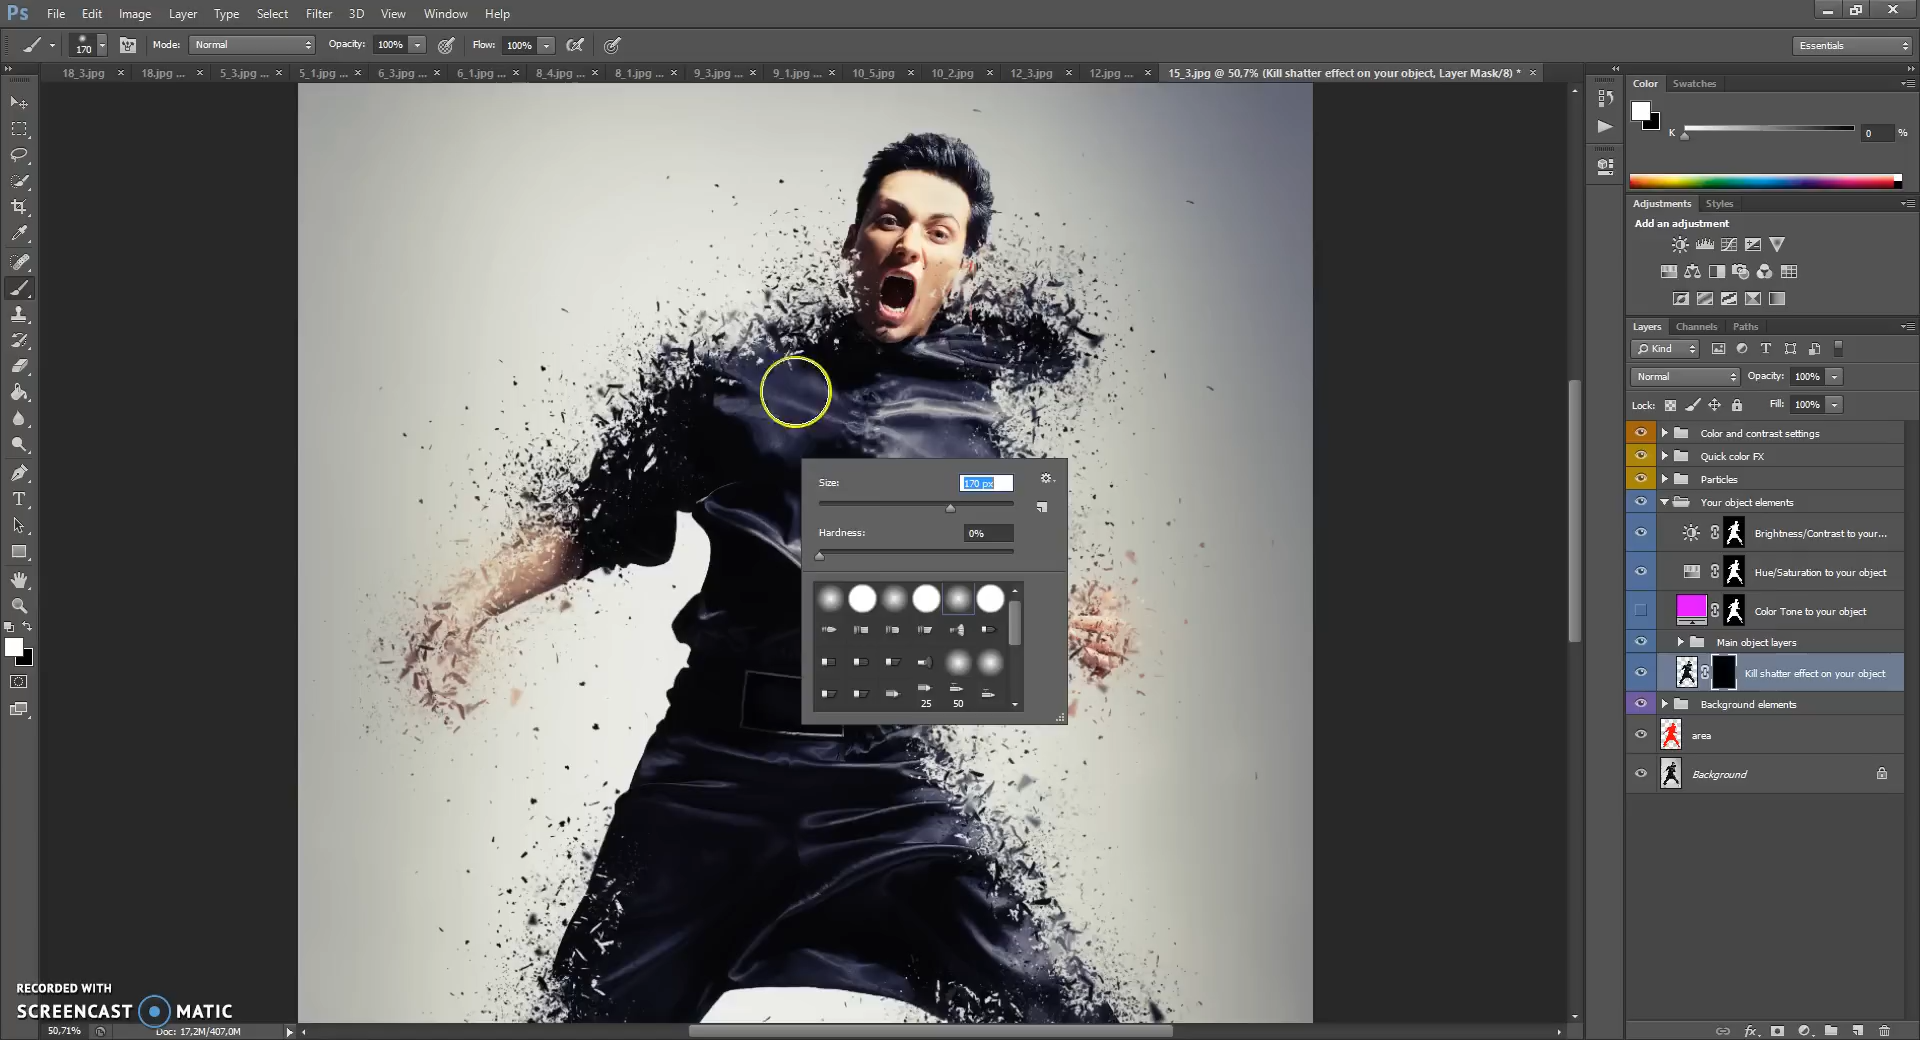 Ps File Edit Image Layer Type Select Filter 3D View Window Help
170 Mode: Normal Opacity: 100% Flow: 100% Essentials
18_3.jpg × 18.jpg ... × 5_3.jpg ... × 5_1.jpg ... × 6_3.jpg ... × 6_1.jpg ... × 8_4.jpg ... × 8_1.jpg ... × 9_3.jpg ... × 9_1.jpg ... × 10_5.jpg × 10_2.jpg × 12_3.jpg × 12.jpg ... × 15_3.jpg @ 50,7% (Kill shatter effect on your object, Layer Mask/8) * ×
Color Swatches
K 0 %
Adjustments Styles
Add an adjustment
Layers Channels Paths
Kind
Normal Opacity: 100%
Lock: Fill: 100%
Color and contrast settings
Quick color FX
Particles
Your object elements
Brightness/Contrast to your...
Hue/Saturation to your object
Color Tone to your object
Main object layers
Kill shatter effect on your object
Background elements
area
Background
Size: 170 px
Hardness: 0%
25 50
RECORDED WITH
SCREENCAST MATIC
50,71% Doc: 17,2M/407,0M
fx